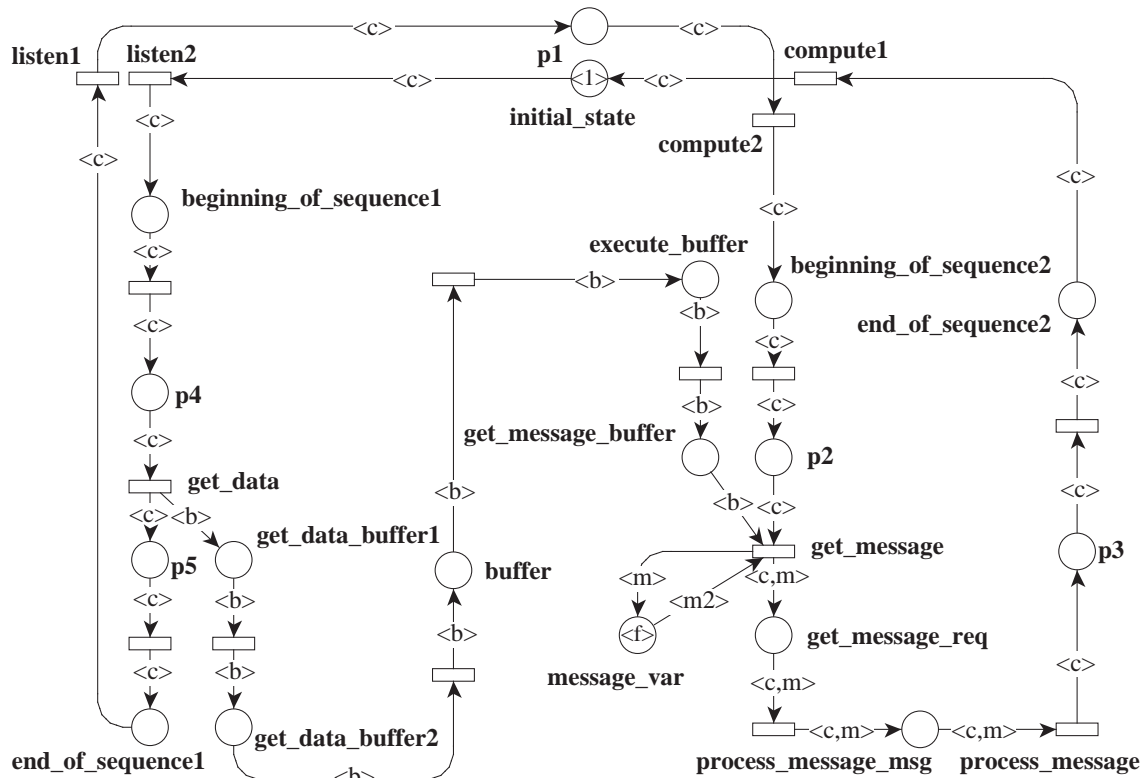 <c> <c>
p1
listen1 listen2 compute1
<c> <1> <c>
initial_state
<c>
compute2
<c>
beginning_of_sequence1
<c> <c>
<c>
execute_buffer
<b> beginning_of_sequence2
<b>
end_of_sequence2
<c> <c>
p4
<b> <c> <c>
get_message_buffer p2
<c>
get_data
<b> <b> <c>
<c> <b>
get_data_buffer1
p5 buffer
get_message
p3
<m> <c,m>
<m2>
<c> <b>
<b>
<f> get_message_req
message_var
<c> <b>
<c>
<c,m>
end_of_sequence1 get_data_buffer2
<c,m> <c,m>
process_message_msg process_message
<b>